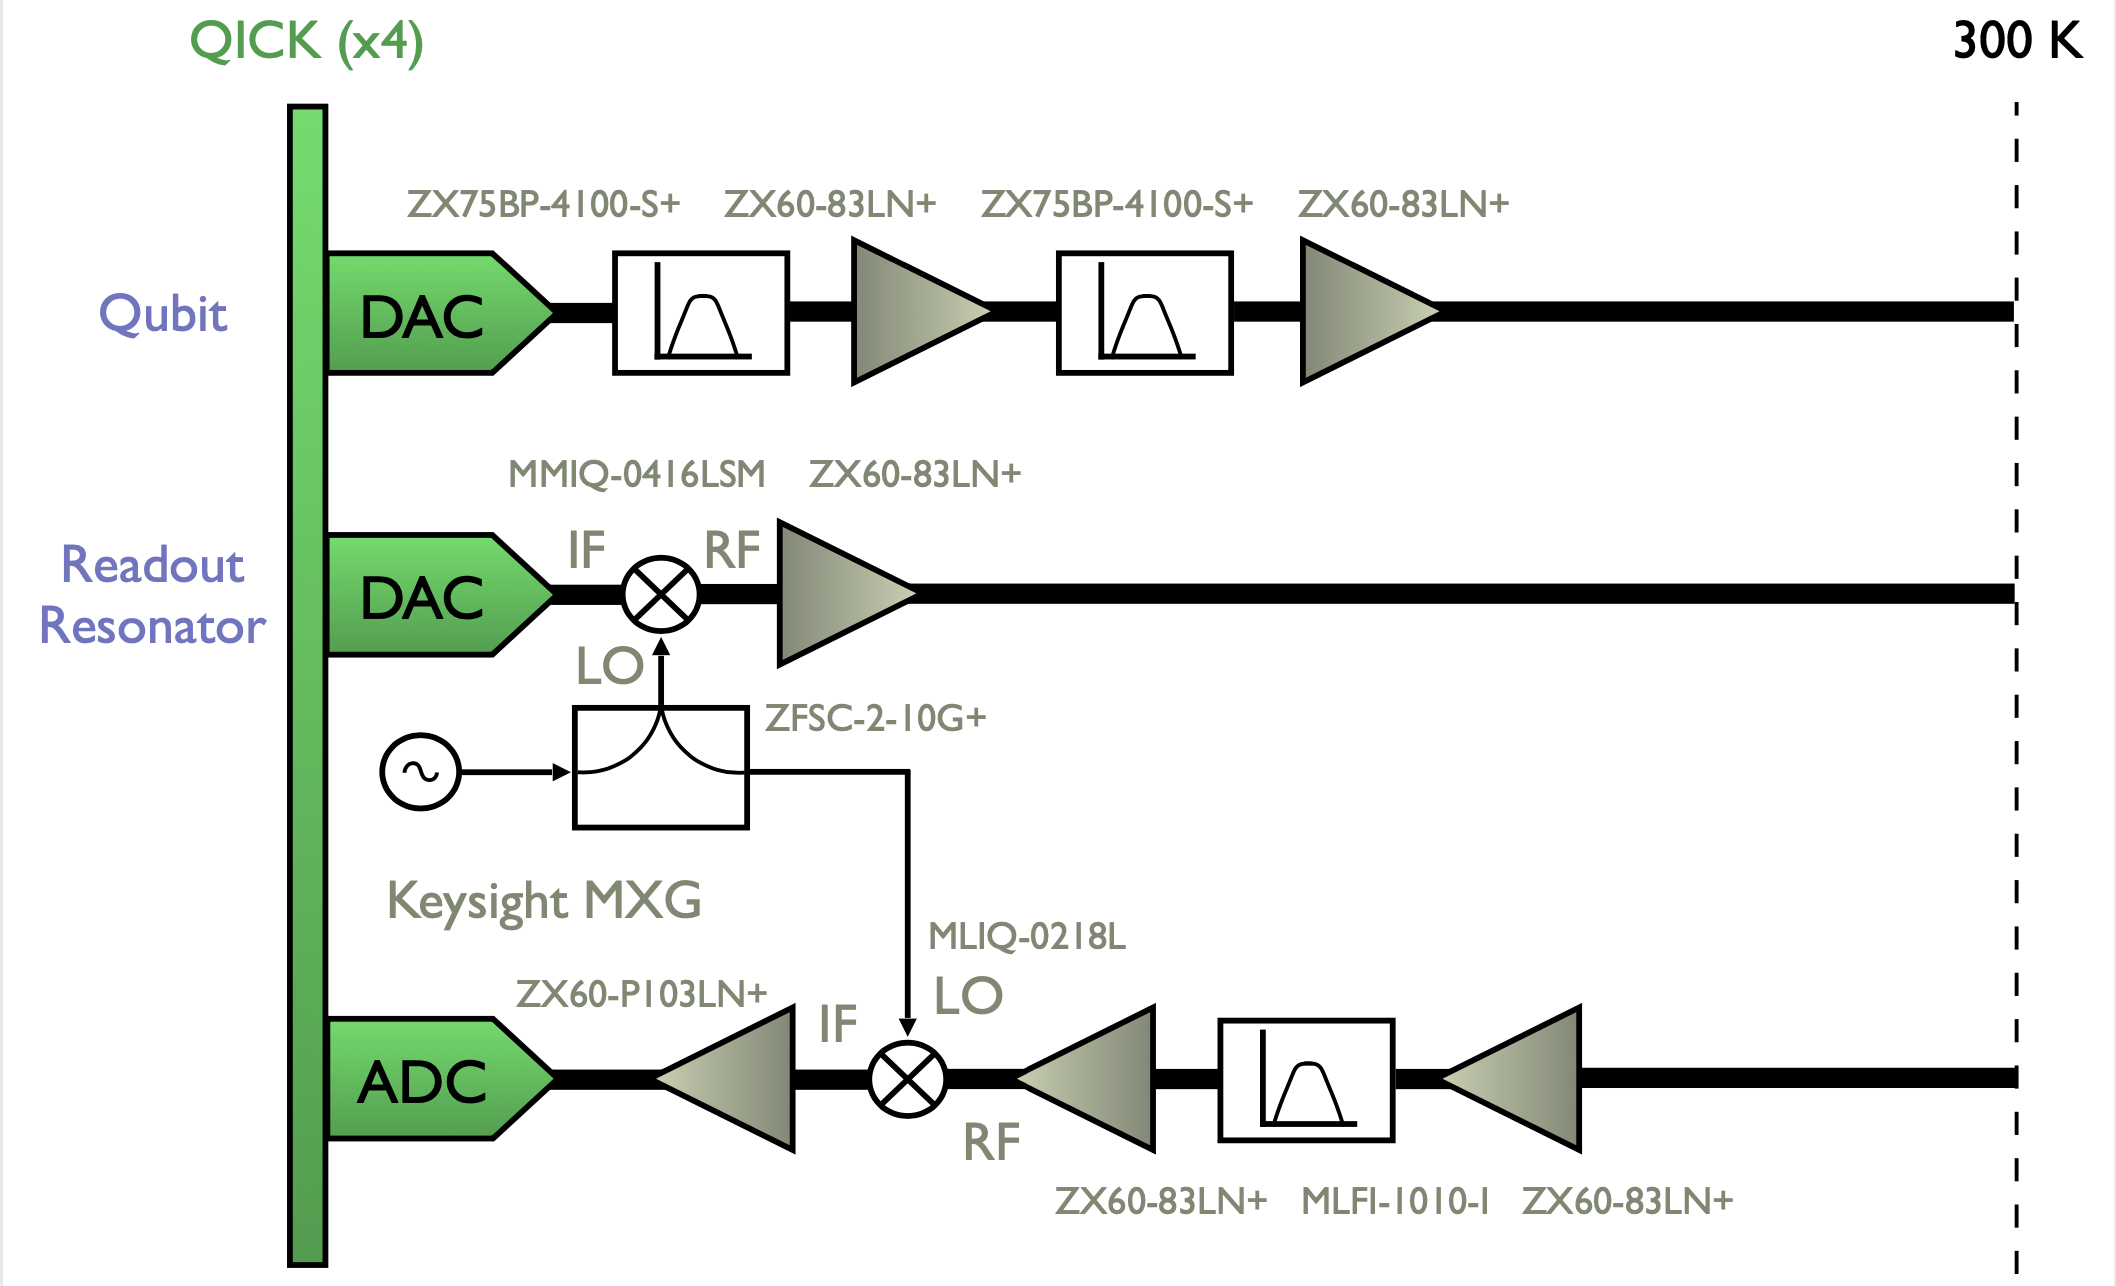 QICK (x4)
300 K
ZX75BP-4100-S+
ZX60-83LN+
ZX75BP-4100-S+
ZX60-83LN+
Qubit
DAC
MMIQ-0416LSM
ZX60-83LN+
Readout
Resonator
DAC
IF
RF
LO
ZFSC-2-10G+
Keysight MXG
MLIQ-0218L
ZX60-P103LN+
IF
LO
ADC
RF
ZX60-83LN+
MLFI-1010-I
ZX60-83LN+